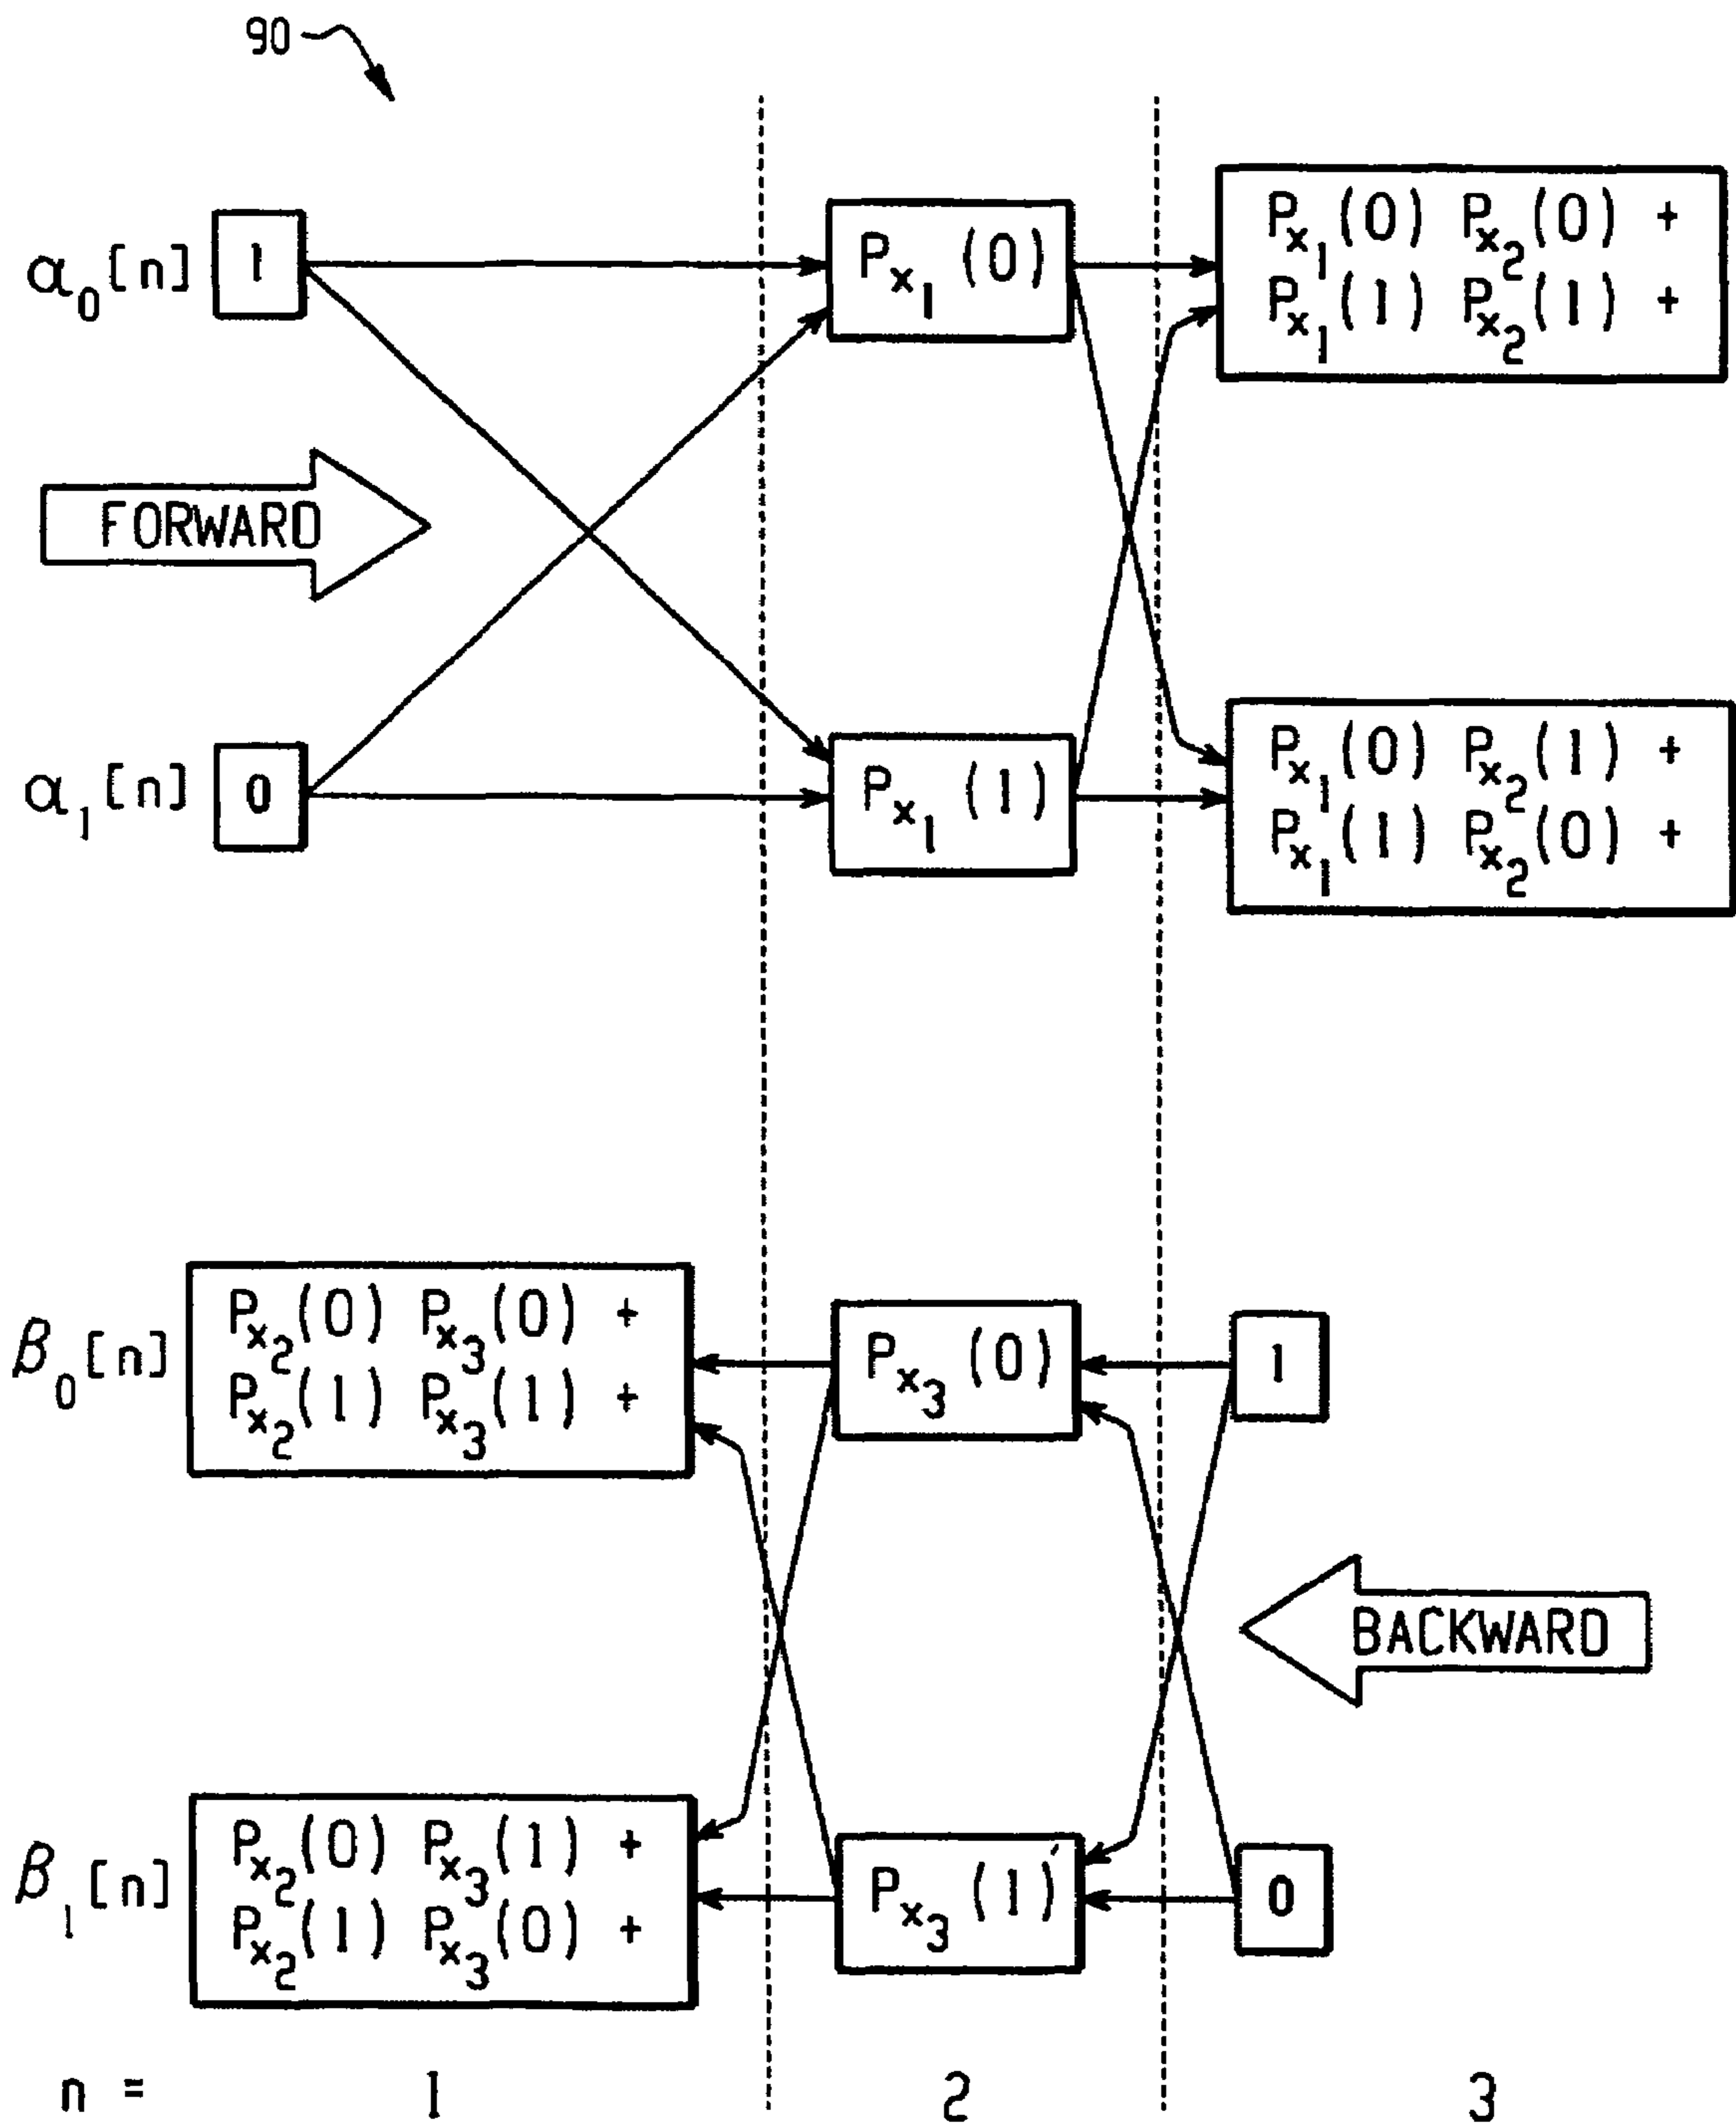 90
α₀[n] 1 Pₓ₁(0) Pₓ₁(0) Pₓ₂(0) +
Pₓ₁(1) Pₓ₂(1) +
FORWARD
α₁[n] 0 Pₓ₁(1) Pₓ₁(0) Pₓ₂(1) +
Pₓ₁(1) Pₓ₂(0) +
β₀[n] Pₓ₂(0) Pₓ₃(0) +
Pₓ₂(1) Pₓ₃(1) +
Pₓ₃(0) 1
BACKWARD
β₁[n] Pₓ₂(0) Pₓ₃(1) +
Pₓ₂(1) Pₓ₃(0) +
Pₓ₃(1) 0
n = 1 2 3